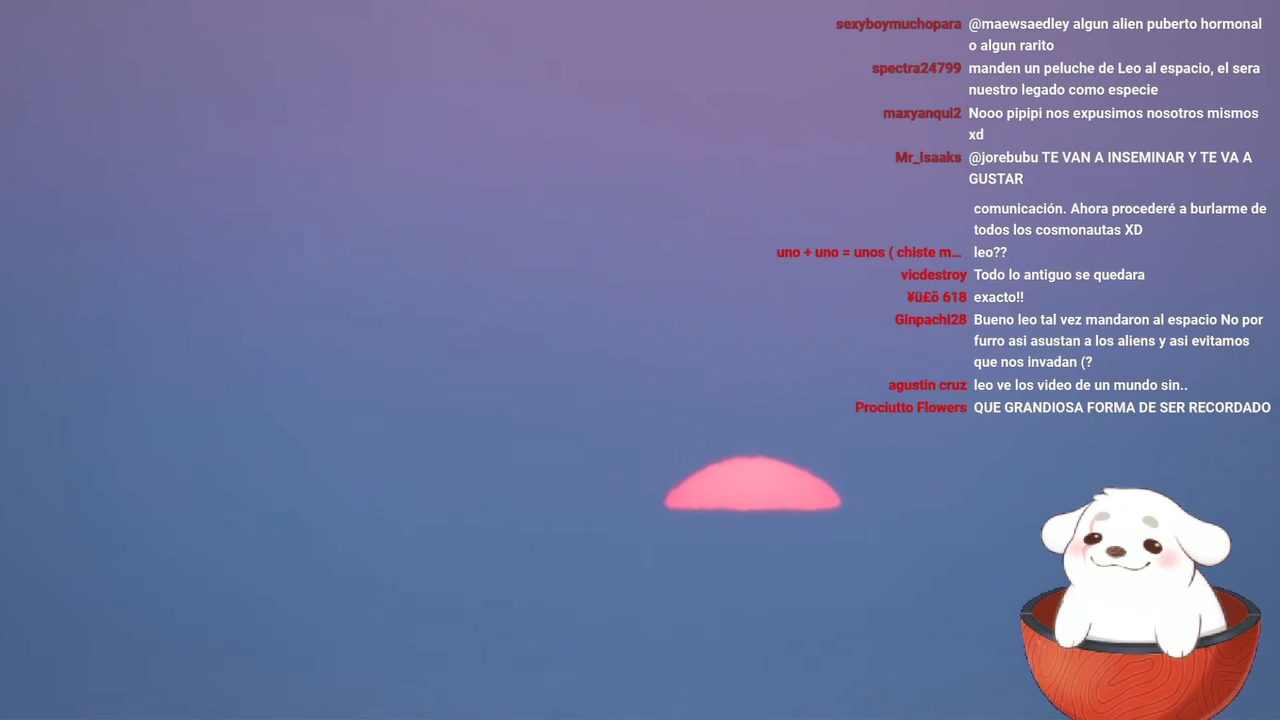 sexyboymuchopara @maewsaedley algun alien puberto hormonal
o algun rarito
spectra24799 manden un peluche de Leo al espacio, el sera
nuestro legado como especie
maxyanqui2 Nooo pipipi nos expusimos nosotros mismos
xd
Mr_Isaaks @jorebubu TE VAN A INSEMINAR Y TE VA A
GUSTAR
comunicación. Ahora procederé a burlarme de
todos los cosmonautas XD
uno + uno = unos ( chiste m... leo??
vicdestroy Todo lo antiguo se quedara
¥ü£õ 618 exacto!!
Ginpachi28 Bueno leo tal vez mandaron al espacio No por
furro asi asustan a los aliens y asi evitamos
que nos invadan (?
agustin cruz leo ve los video de un mundo sin..
Prociutto Flowers QUE GRANDIOSA FORMA DE SER RECORDADO